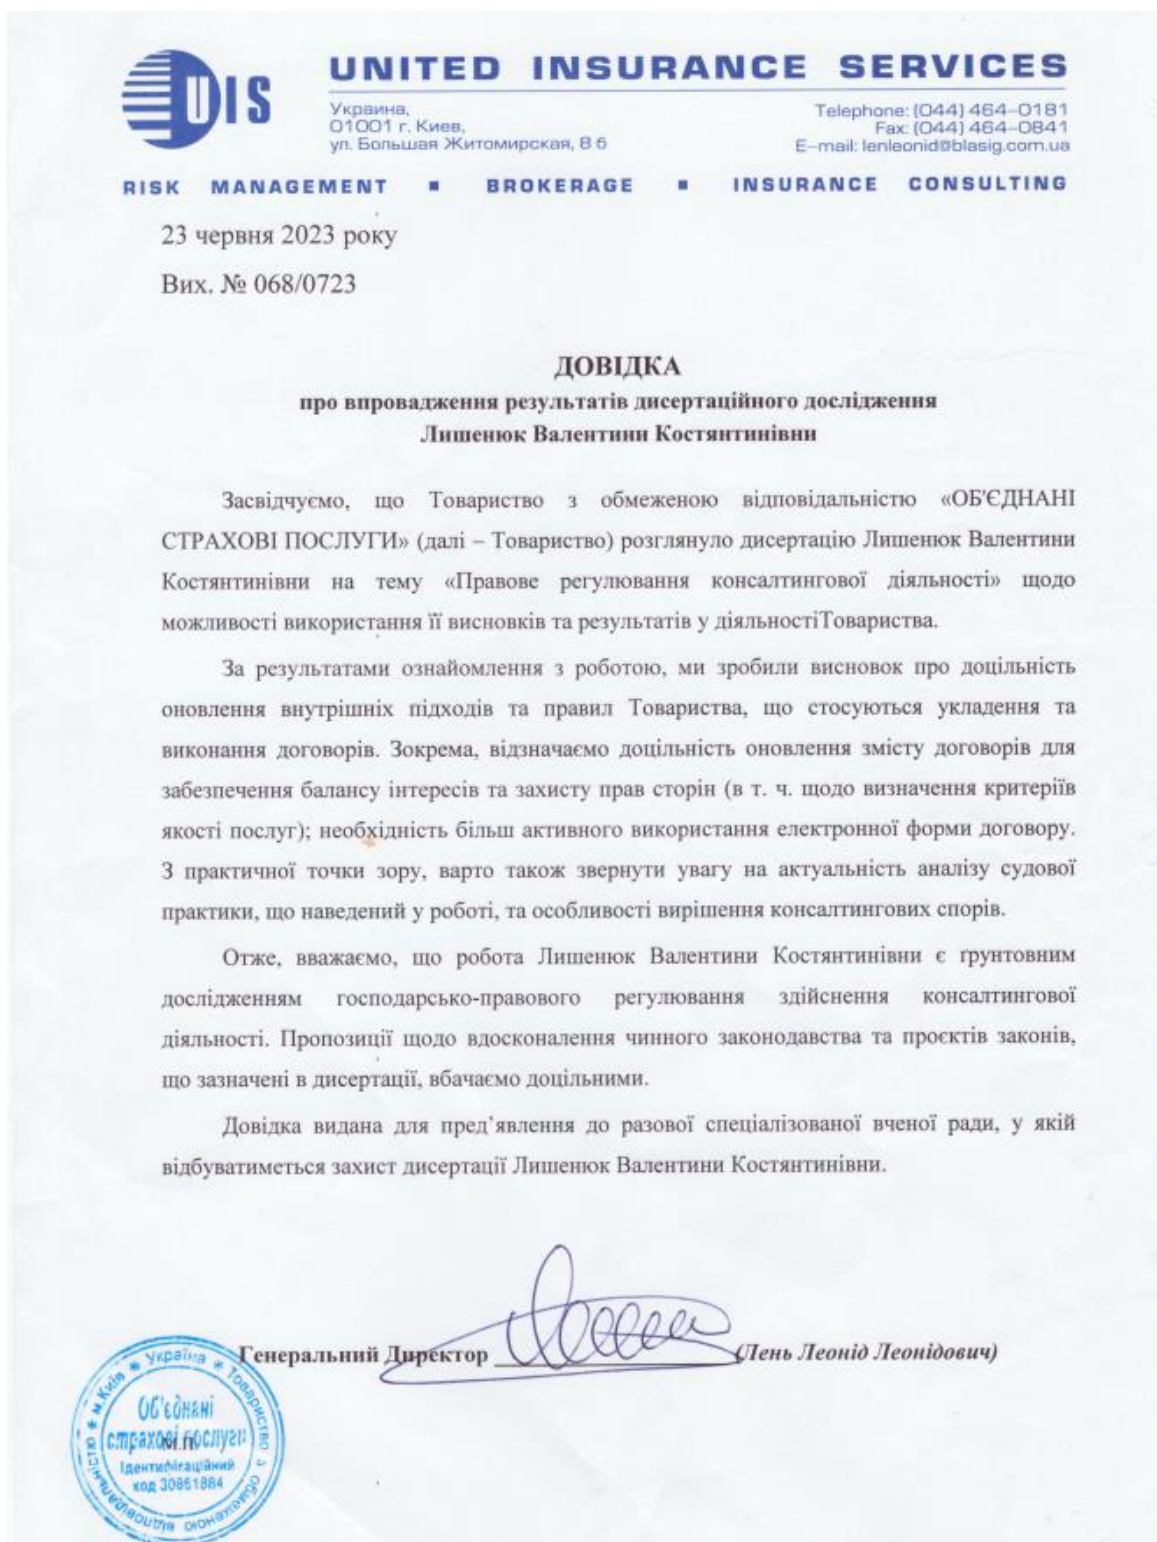 UIS
UNITED INSURANCE SERVICES
Украина,
01001 г. Киев,
ул. Большая Житомирская, 8 б
Telephone: (044) 464–0181
Fax: (044) 464–0841
E–mail: lenleonid@blasig.com.ua
RISK MANAGEMENT ▪ BROKERAGE ▪ INSURANCE CONSULTING
23 червня 2023 року
Вих. № 068/0723
ДОВІДКА
про впровадження результатів дисертаційного дослідження
Лишенюк Валентини Костянтинівни
Засвідчуємо, що Товариство з обмеженою відповідальністю «ОБ'ЄДНАНІ
СТРАХОВІ ПОСЛУГИ» (далі – Товариство) розглянуло дисертацію Лишенюк Валентини
Костянтинівни на тему «Правове регулювання консалтингової діяльності» щодо
можливості використання її висновків та результатів у діяльностіТовариства.
За результатами ознайомлення з роботою, ми зробили висновок про доцільність
оновлення внутрішніх підходів та правил Товариства, що стосуються укладення та
виконання договорів. Зокрема, відзначаємо доцільність оновлення змісту договорів для
забезпечення балансу інтересів та захисту прав сторін (в т. ч. щодо визначення критеріїв
якості послуг); необхідність більш активного використання електронної форми договору.
З практичної точки зору, варто також звернути увагу на актуальність аналізу судової
практики, що наведений у роботі, та особливості вирішення консалтингових спорів.
Отже, вважаємо, що робота Лишенюк Валентини Костянтинівни є ґрунтовним
дослідженням господарсько-правового регулювання здійснення консалтингової
діяльності. Пропозиції щодо вдосконалення чинного законодавства та проєктів законів,
що зазначені в дисертації, вбачаємо доцільними.
Довідка видана для пред’явлення до разової спеціалізованої вченої ради, у якій
відбуватиметься захист дисертації Лишенюк Валентини Костянтинівни.
Генеральний Директор (Лень Леонід Леонідович)
М.П.
Україна * Товариство з обмеженою відповідальністю * м.Київ *
Об'єднані
страхові послуги
Ідентифікаційний
код 30861884